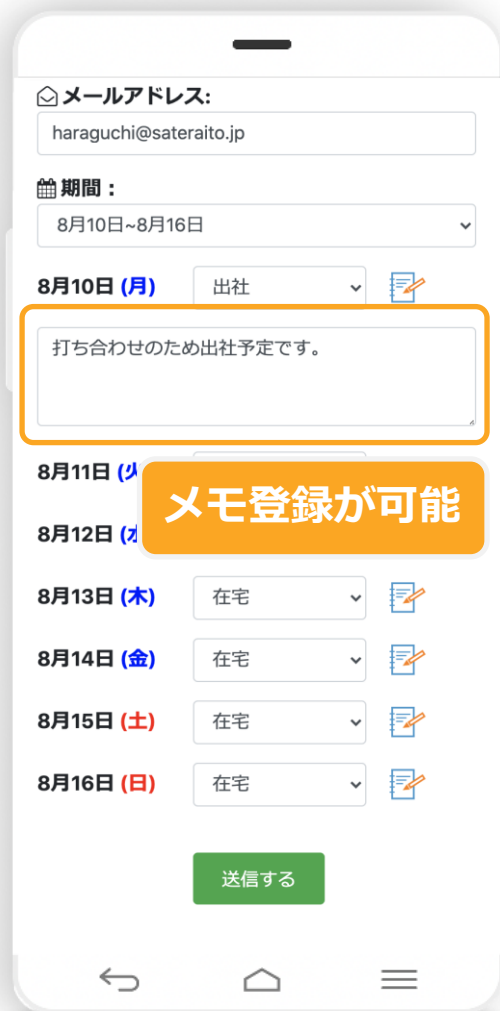 メールアドレス:
haraguchi@sateraito.jp
期間：
8月10日~8月16日
8月10日 (月) 出社
打ち合わせのため出社予定です。
8月11日 (火
メモ登録が可能
8月12日 (水
8月13日 (木) 在宅
8月14日 (金) 在宅
8月15日 (土) 在宅
8月16日 (日) 在宅
送信する